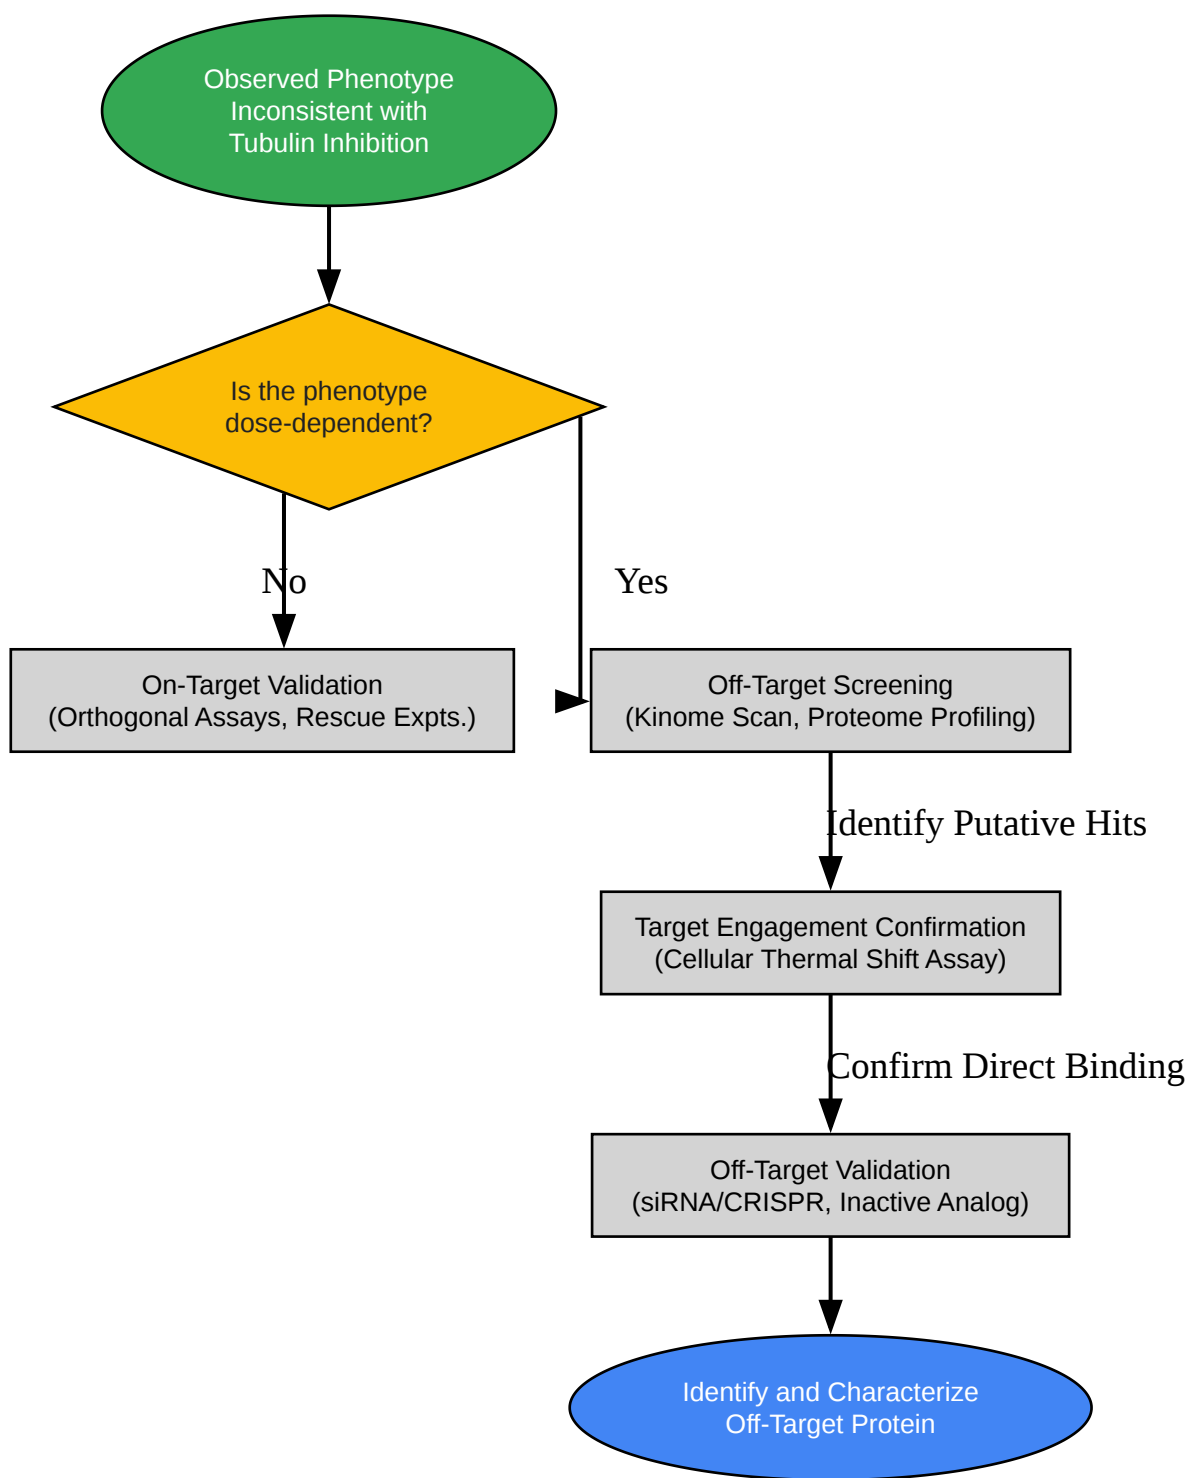 Observed Phenotype
Inconsistent with
Tubulin Inhibition
Is the phenotype
dose-dependent?
No
Yes
On-Target Validation
(Orthogonal Assays, Rescue Expts.)
Off-Target Screening
(Kinome Scan, Proteome Profiling)
Identify Putative Hits
Target Engagement Confirmation
(Cellular Thermal Shift Assay)
Confirm Direct Binding
Off-Target Validation
(siRNA/CRISPR, Inactive Analog)
Identify and Characterize
Off-Target Protein